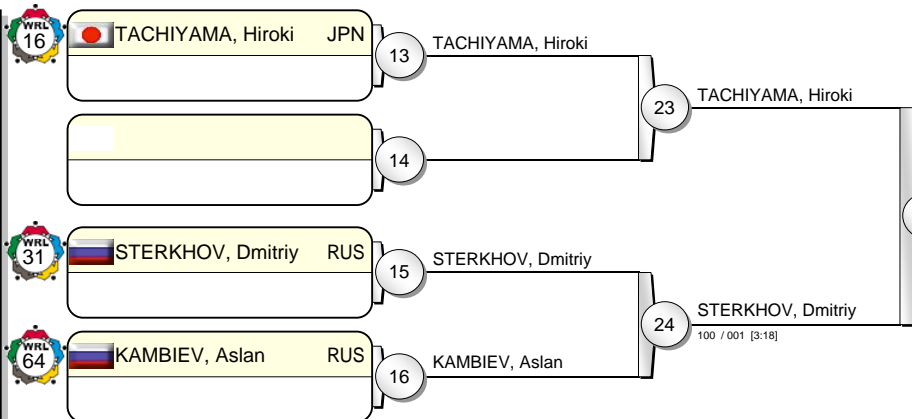 WRL
16
TACHIYAMA, Hiroki JPN
13
TACHIYAMA, Hiroki
23
TACHIYAMA, Hiroki
14
WRL
31
STERKHOV, Dmitriy RUS
15
STERKHOV, Dmitriy
24
STERKHOV, Dmitriy
100 / 001 [3:18]
WRL
64
KAMBIEV, Aslan RUS
16
KAMBIEV, Aslan